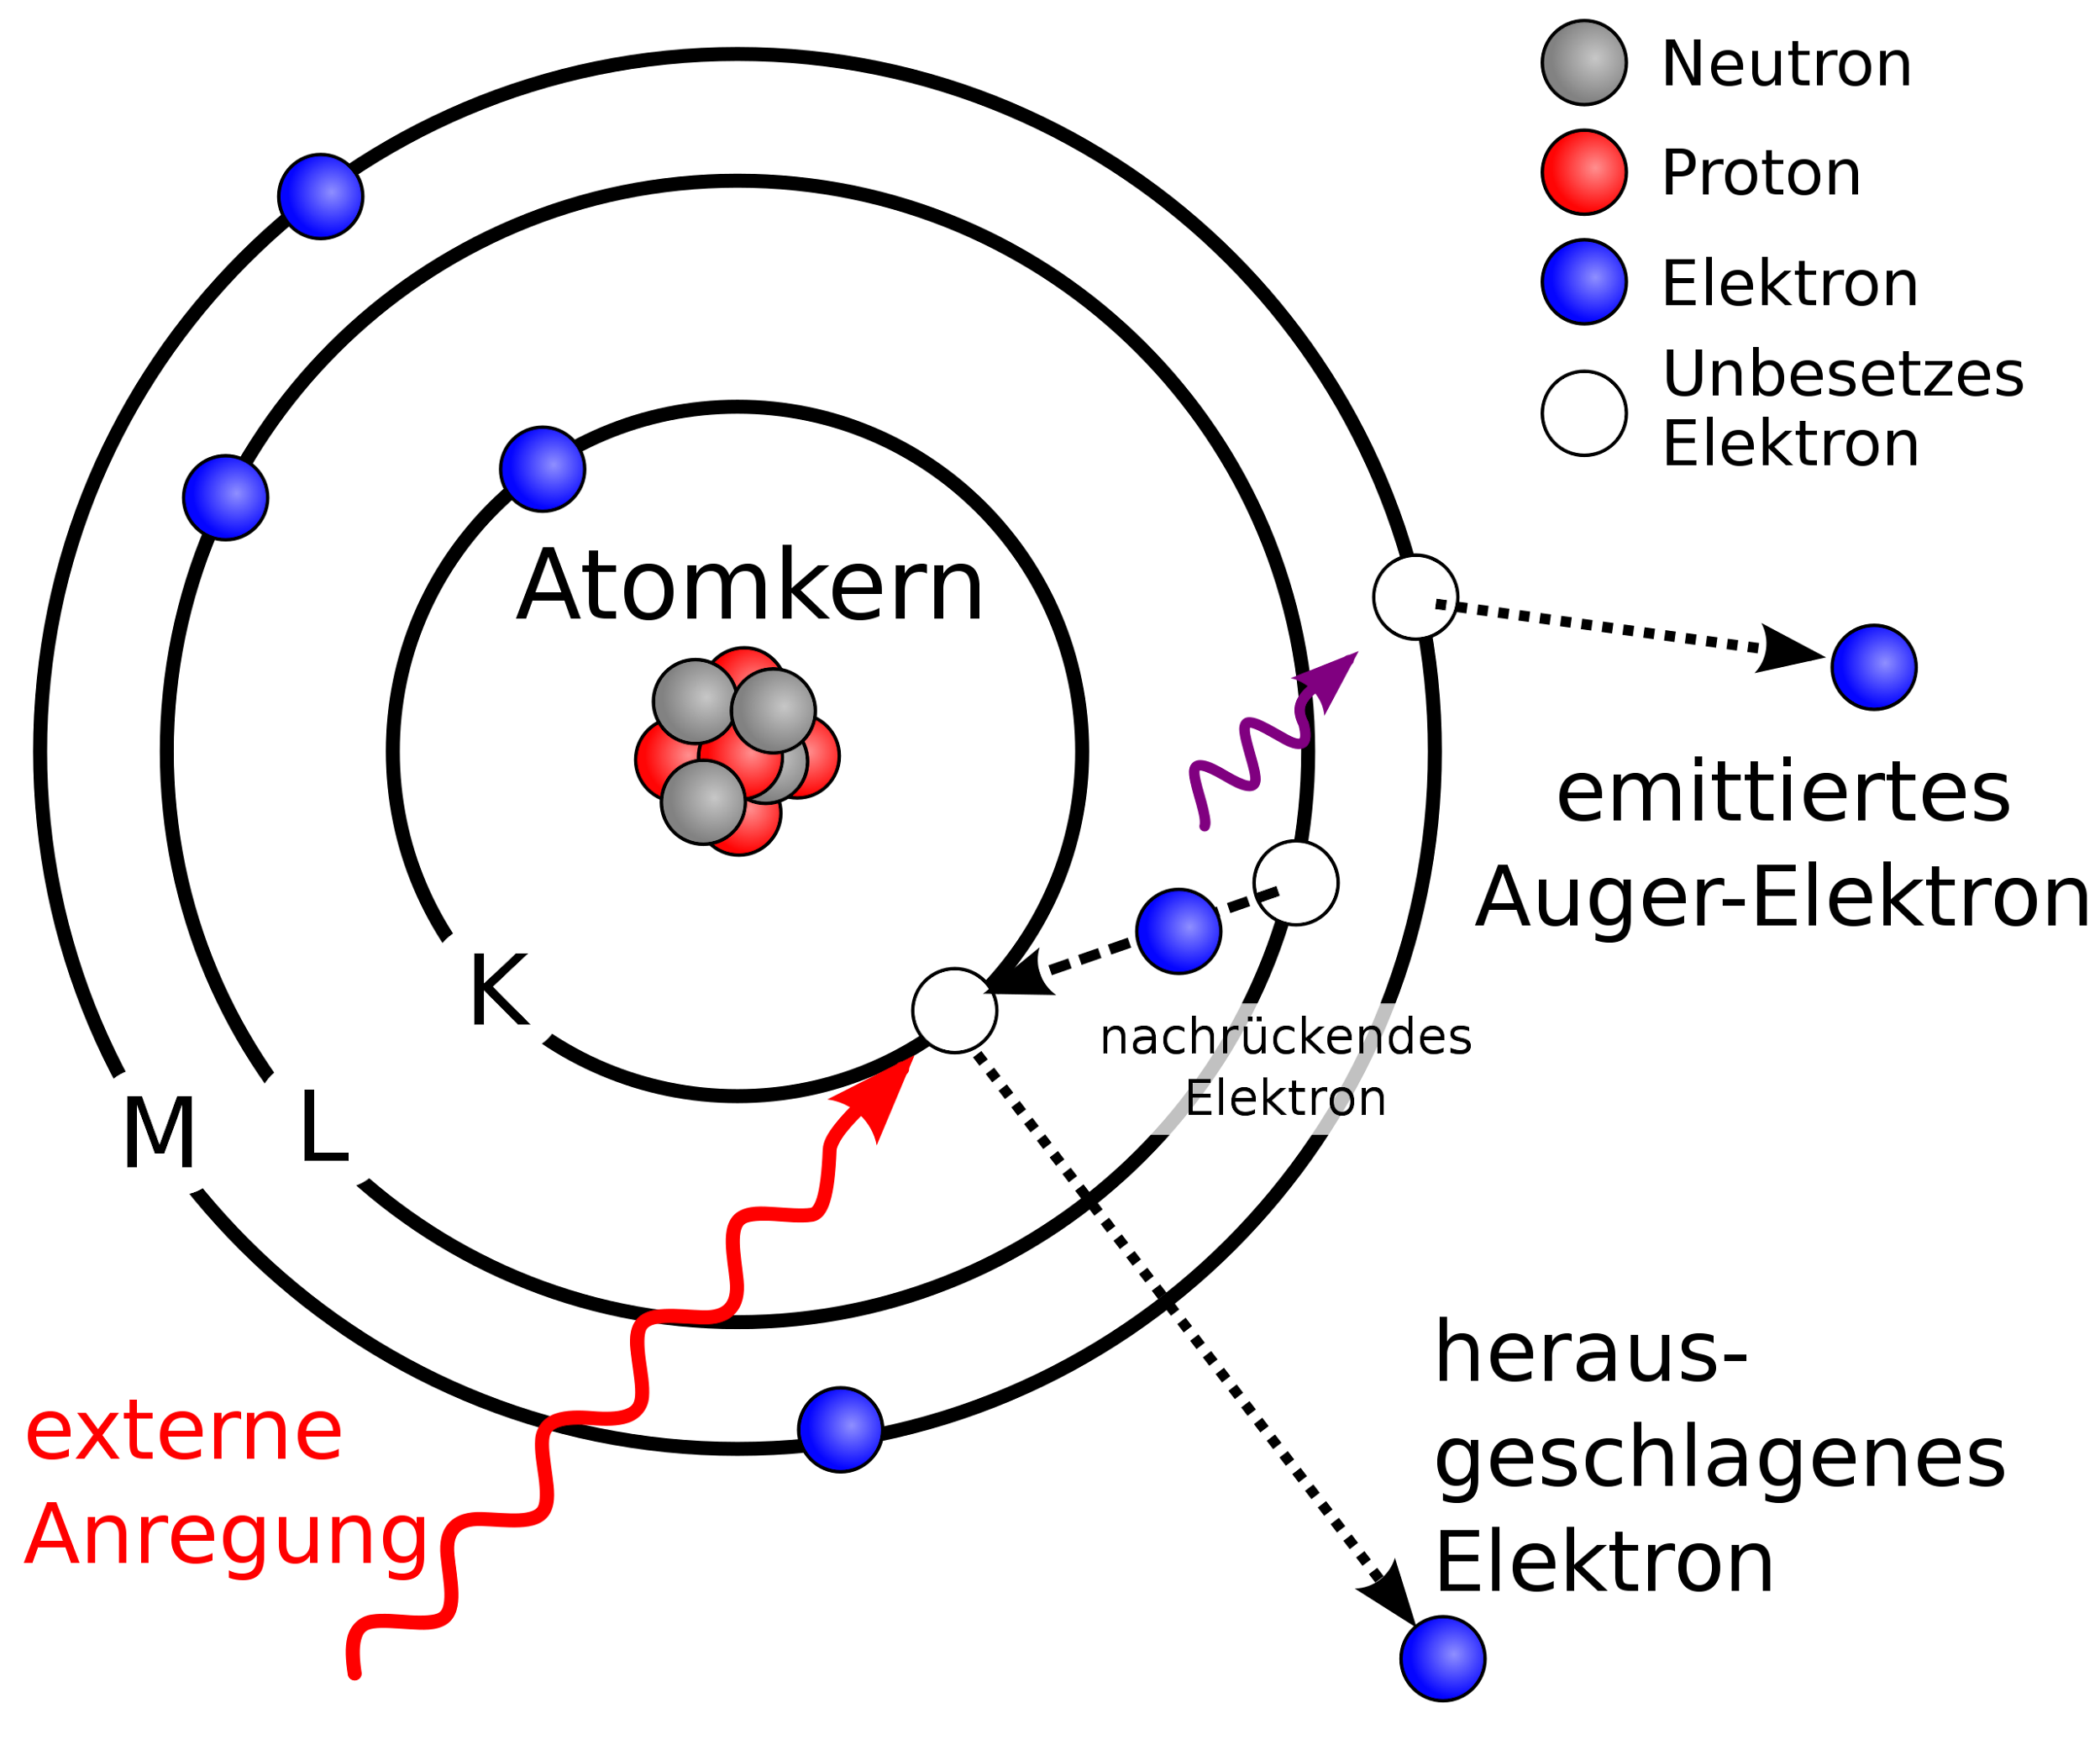 Neutron
Proton
Elektron
Unbesetzes
Elektron
Atomkern
emittiertes
Auger-Elektron
K
nachrückendes
Elektron
M
L
heraus-
geschlagenes
Elektron
externe
Anregung